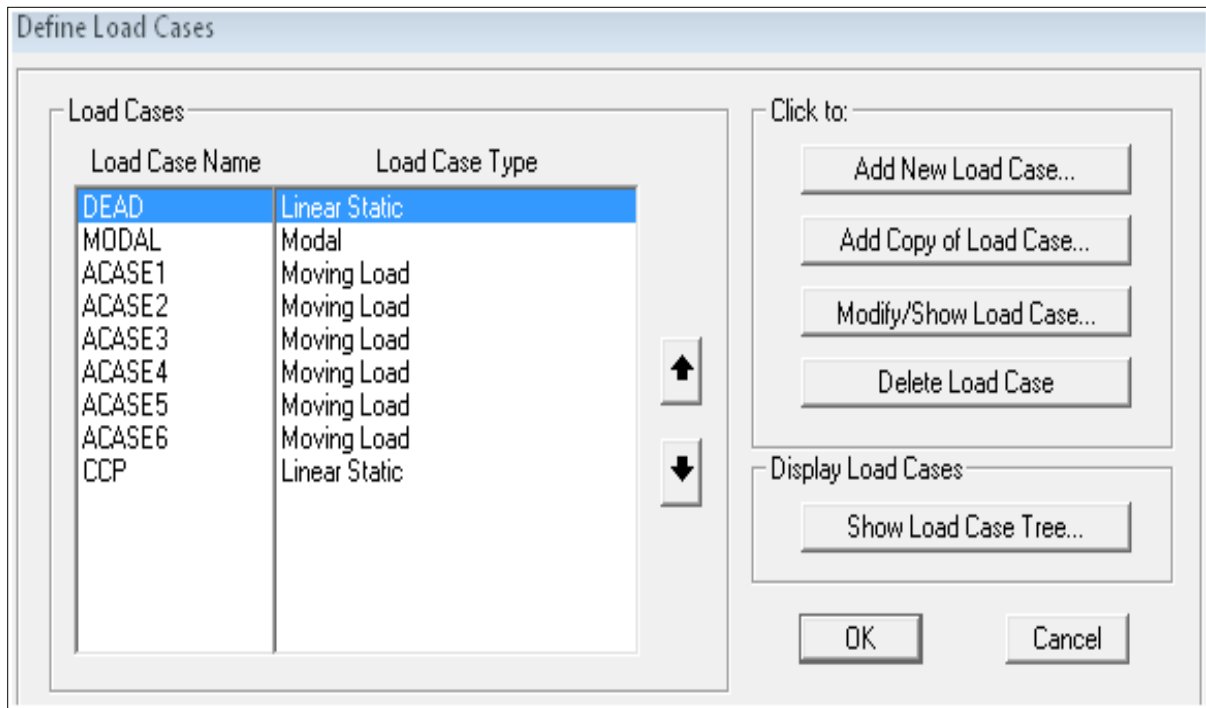 Define Load Cases
Load Cases
Load Case Name Load Case Type
DEAD Linear Static
MODAL Modal
ACASE1 Moving Load
ACASE2 Moving Load
ACASE3 Moving Load
ACASE4 Moving Load
ACASE5 Moving Load
ACASE6 Moving Load
CCP Linear Static
Click to:
Add New Load Case...
Add Copy of Load Case...
Modify/Show Load Case...
Delete Load Case
Display Load Cases
Show Load Case Tree...
OK Cancel